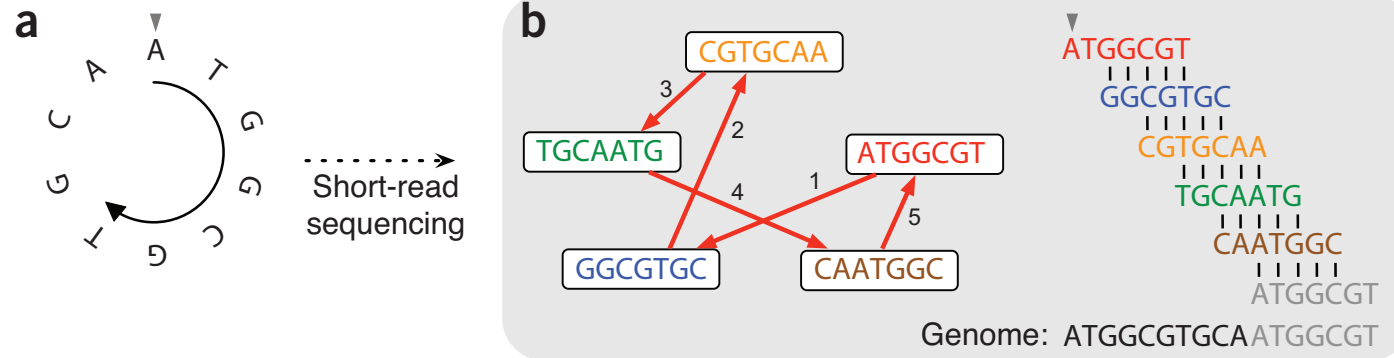 a
A
T
G
G
C
G
T
G
C
A
Short-read
sequencing
b
CGTGCAA
3
2
TGCAATG
ATGGCGT
1
4
5
GGCGTGC
CAATGGC
ATGGCGT
GGCGTGC
CGTGCAA
TGCAATG
CAATGGC
ATGGCGT
Genome: ATGGCGTGCAATGGCGT